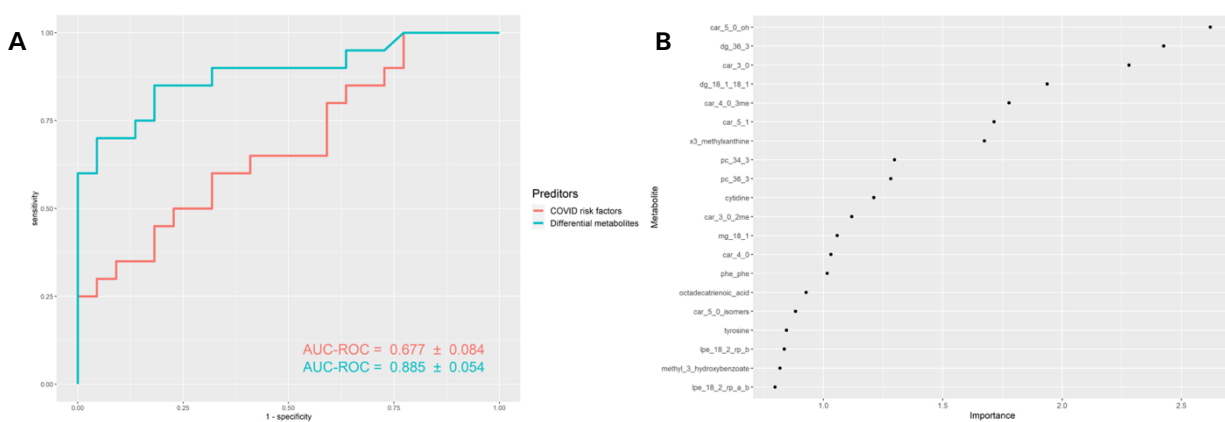 A
1.00
0.75
0.50
0.25
0.00
sensitivity
AUC-ROC = 0.677 ± 0.084
AUC-ROC = 0.885 ± 0.054
0.00
0.25
0.50
0.75
1.00
1 - specificity
Preditors
COVID risk factors
Differential metabolites
B
Metabolite
car_5_0_oh
dg_36_3
car_3_0
dg_18_1_18_1
car_4_0_3me
car_5_1
x3_methylxanthine
pc_34_3
pc_36_3
cytidine
car_3_0_2me
mg_18_1
car_4_0
phe_phe
octadecatrienoic_acid
car_5_0_isomers
tyrosine
lpe_18_2_rp_b
methyl_3_hydroxybenzoate
lpe_18_2_rp_a_b
1.0
1.5
2.0
2.5
Importance